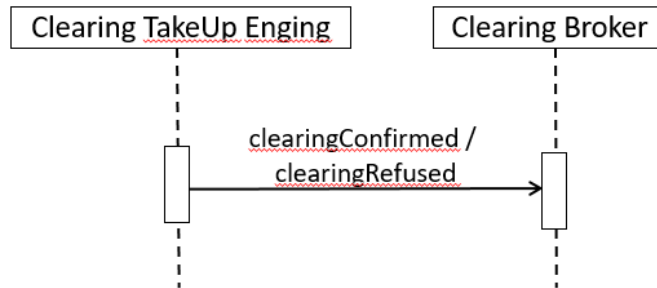 Clearing TakeUp Enging
Clearing Broker
clearingConfirmed /
clearingRefused